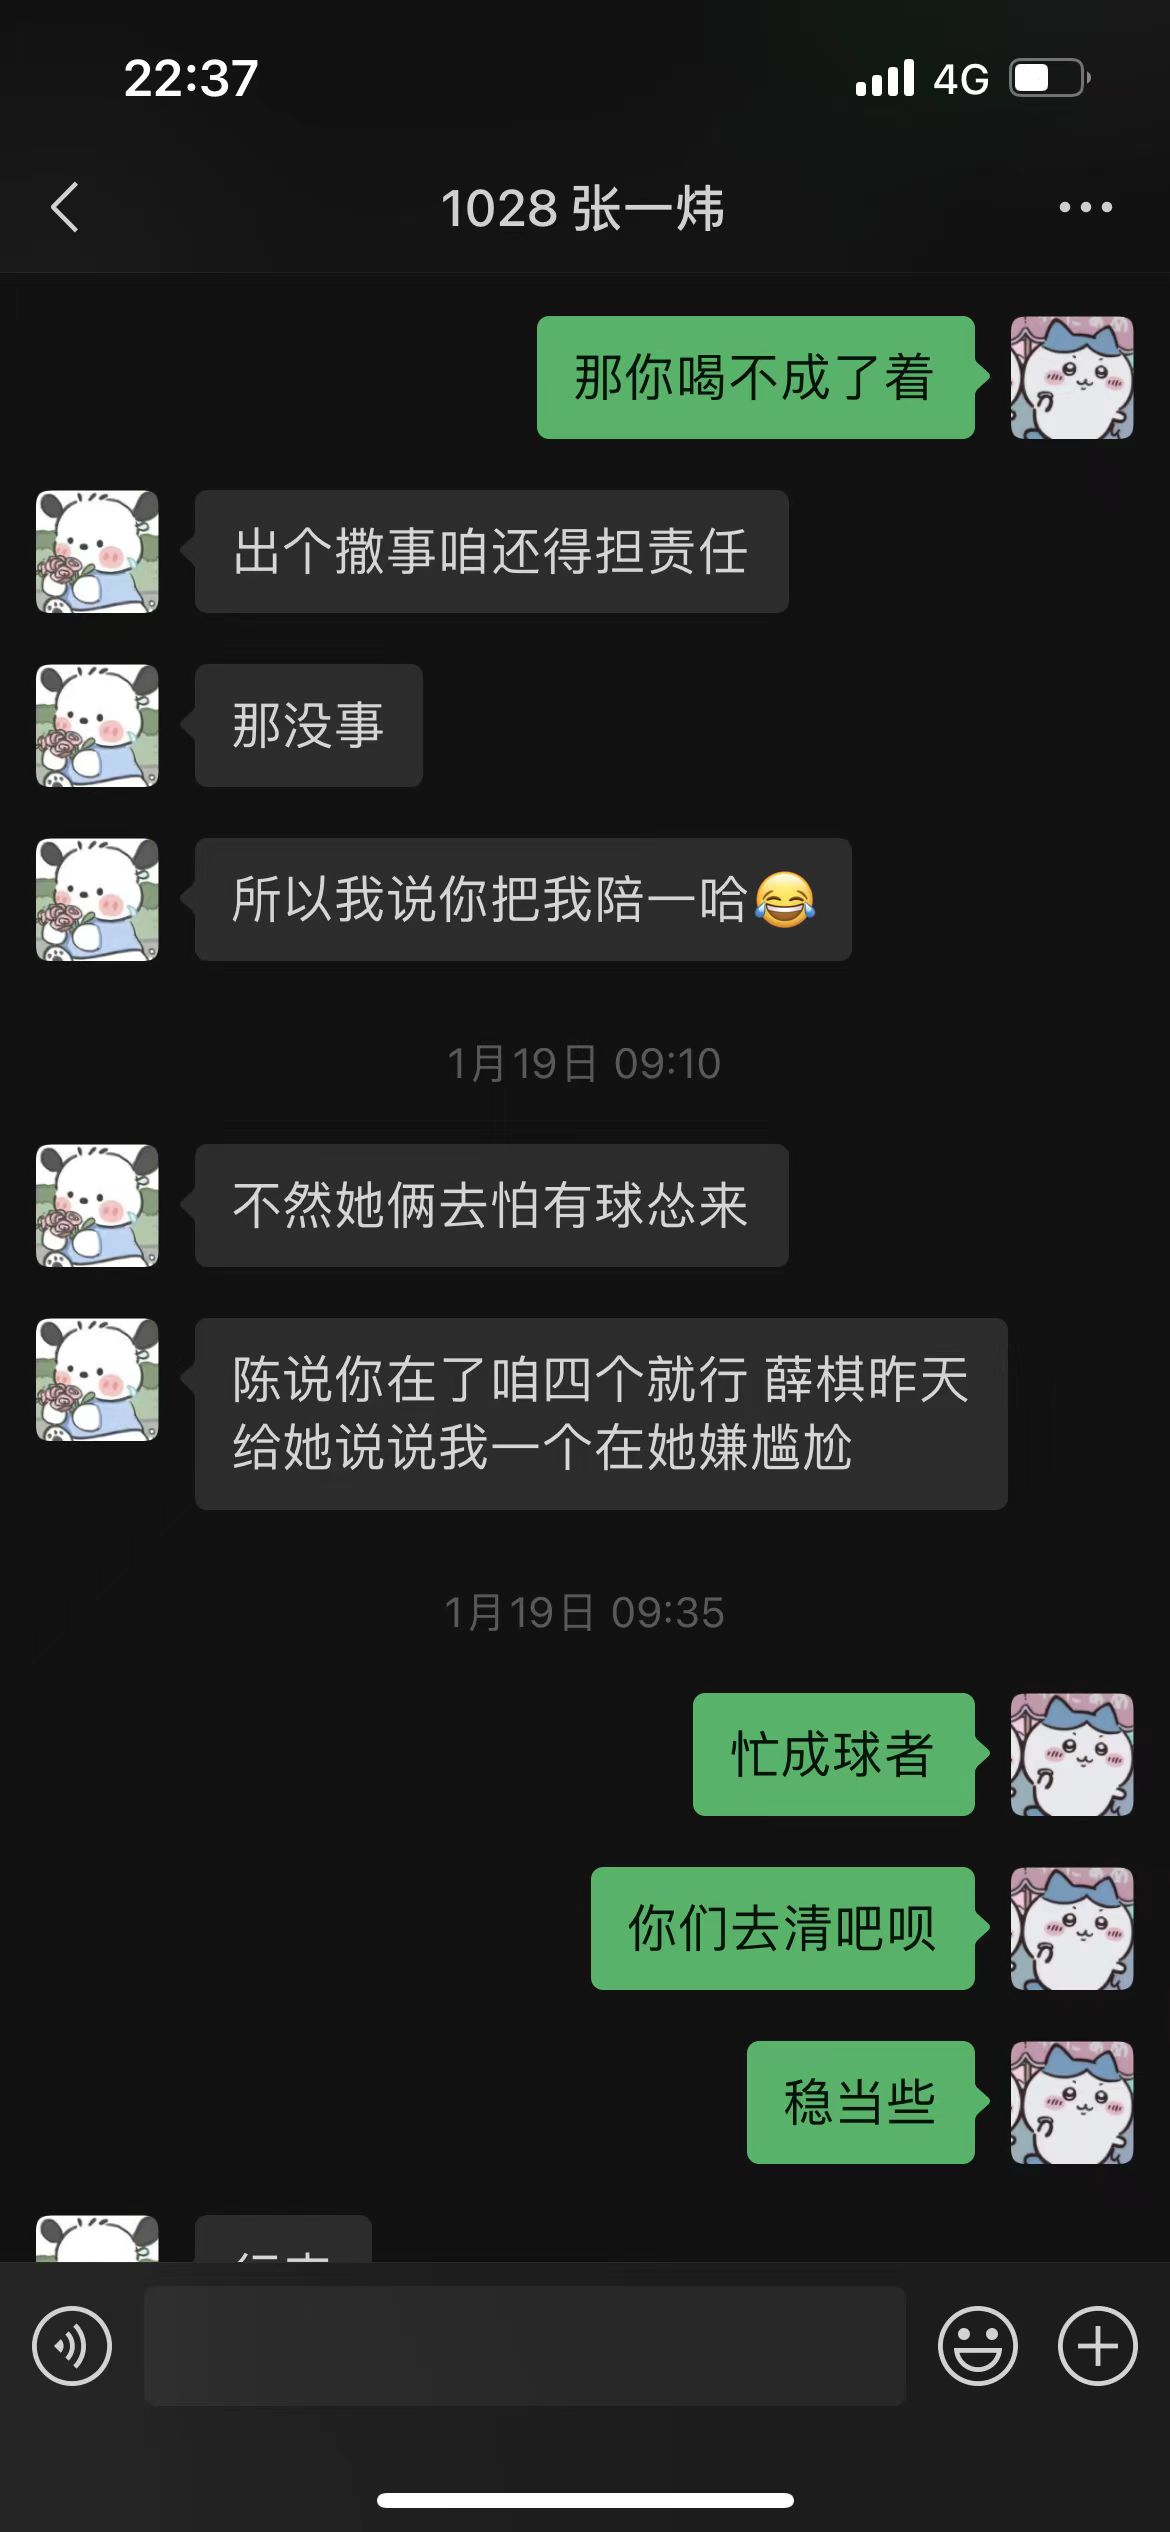 22:37
4G
1028 张一炜
那你喝不成了着
出个撒事咱还得担责任
那没事
所以我说你把我陪一哈😂
1月19日 09:10
不然她俩去怕有球怂来
陈说你在了咱四个就行 薛棋昨天
给她说说我一个在她嫌尴尬
1月19日 09:35
忙成球者
你们去清吧呗
稳当些